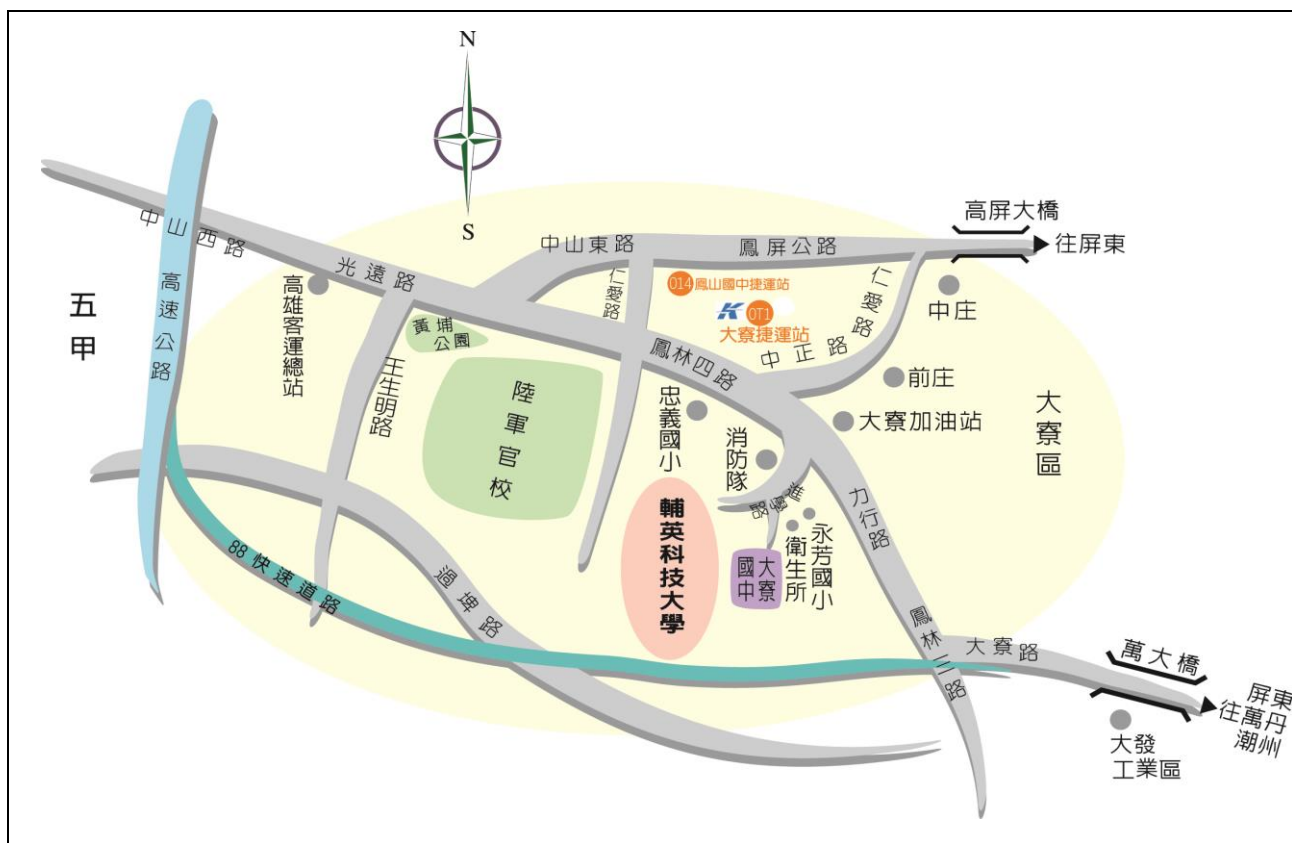 N
S
高屏大橋
往屏東
中山西路
中山東路
鳳屏公路
仁愛路
仁愛路
光遠路
014 鳳山國中捷運站
K OT1
大寮捷運站
高雄客運總站
中庄
五甲
高速公路
黃埔
公園
鳳林四路
中正路
王生明路
陸軍官校
忠義國小
前庄
大寮加油站
大寮區
消防隊
輔英科技大學
進學路
力行路
永芳國小
衛生所
大寮
國中
88快速道路
過埤路
鳳林三路
大寮路
萬大橋
屏東
往萬丹
潮州
大發
工業區